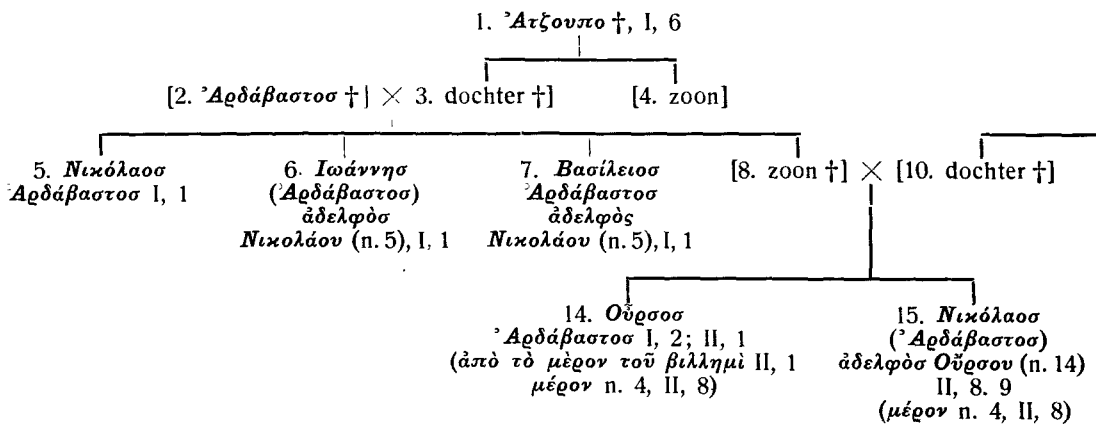 1. Ἀτζουπο †, I, 6
[2. Ἀρδάβαστοσ †] × 3. dochter †] [4. zoon]
5. Νικόλαοσ 6. Ιωάννησ 7. Βασίλειοσ [8. zoon †] × [10. dochter †]
Ἀρδάβαστοσ I, 1 (Ἀρδάβαστοσ) Ἀρδάβαστοσ
ἀδελφὸσ ἀδελφὸς
Νικολάου (n. 5), I, 1 Νικολάου (n. 5), I, 1
14. Οὖρσοσ 15. Νικόλαοσ
Ἀρδάβαστοσ I, 2; II, 1 (Ἀρδάβαστοσ)
(ἀπὸ τὸ μὲρον τοῦ βιλλημὶ II, 1 ἀδελφὸσ Οὔρσου (n. 14)
μέρον n. 4, II, 8) II, 8. 9
(μέρον n. 4, II, 8)